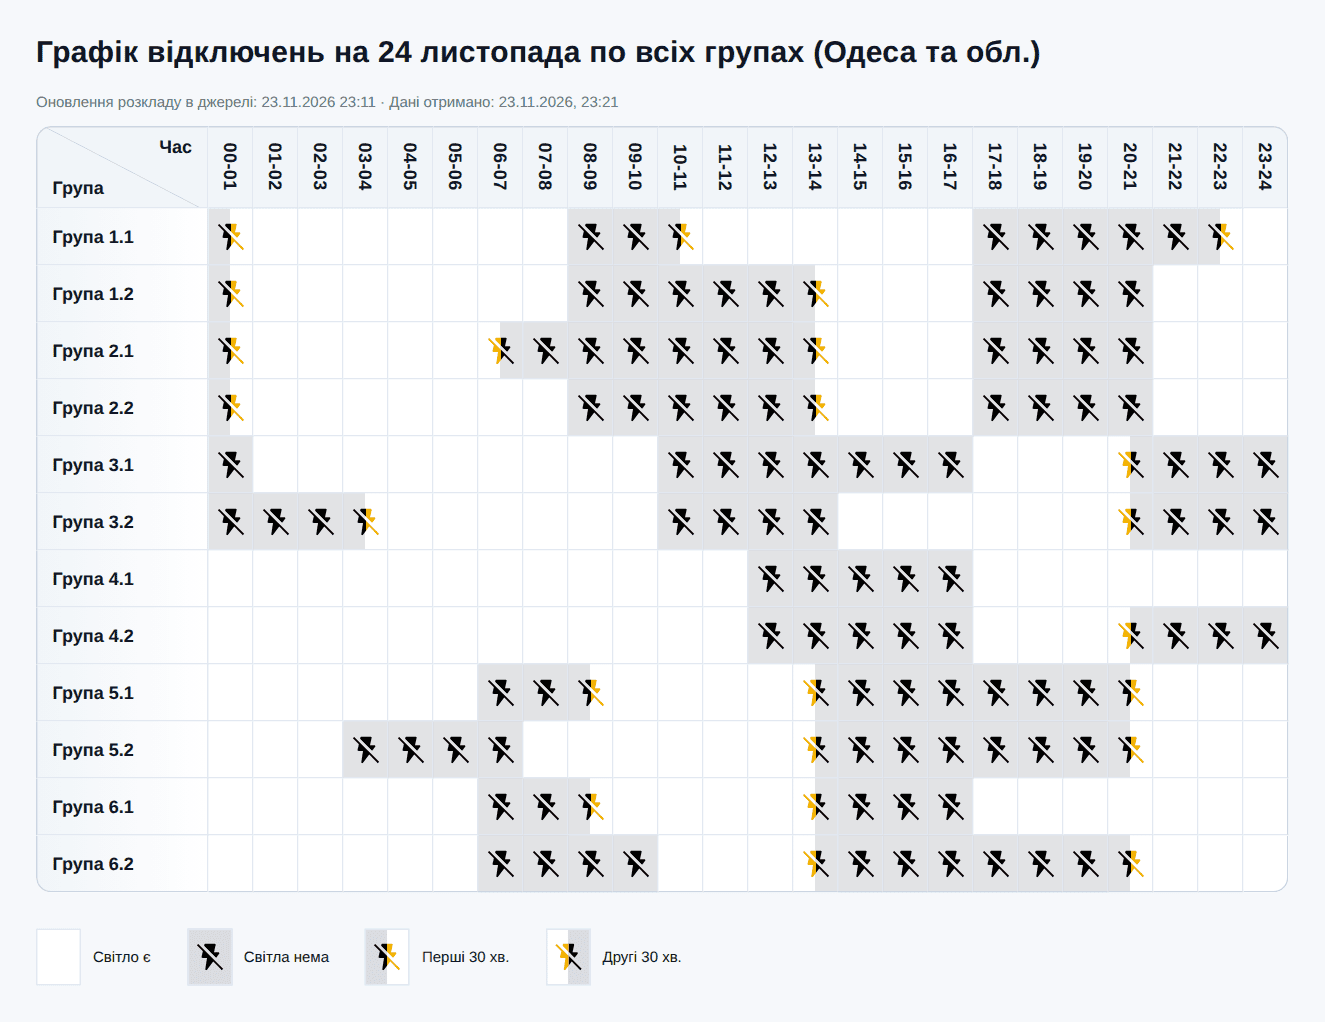 Графік відключень на 24 листопада по всіх групах (Одеса та обл.)
Оновлення розкладу в джерелі: 23.11.2026 23:11 · Дані отримано: 23.11.2026, 23:21
Час
Група
00-01 01-02 02-03 03-04 04-05 05-06 06-07 07-08 08-09 09-10 10-11 11-12 12-13 13-14 14-15 15-16 16-17 17-18 18-19 19-20 20-21 21-22 22-23 23-24
Група 1.1
Група 1.2
Група 2.1
Група 2.2
Група 3.1
Група 3.2
Група 4.1
Група 4.2
Група 5.1
Група 5.2
Група 6.1
Група 6.2
Світло є Світла нема Перші 30 хв. Другі 30 хв.